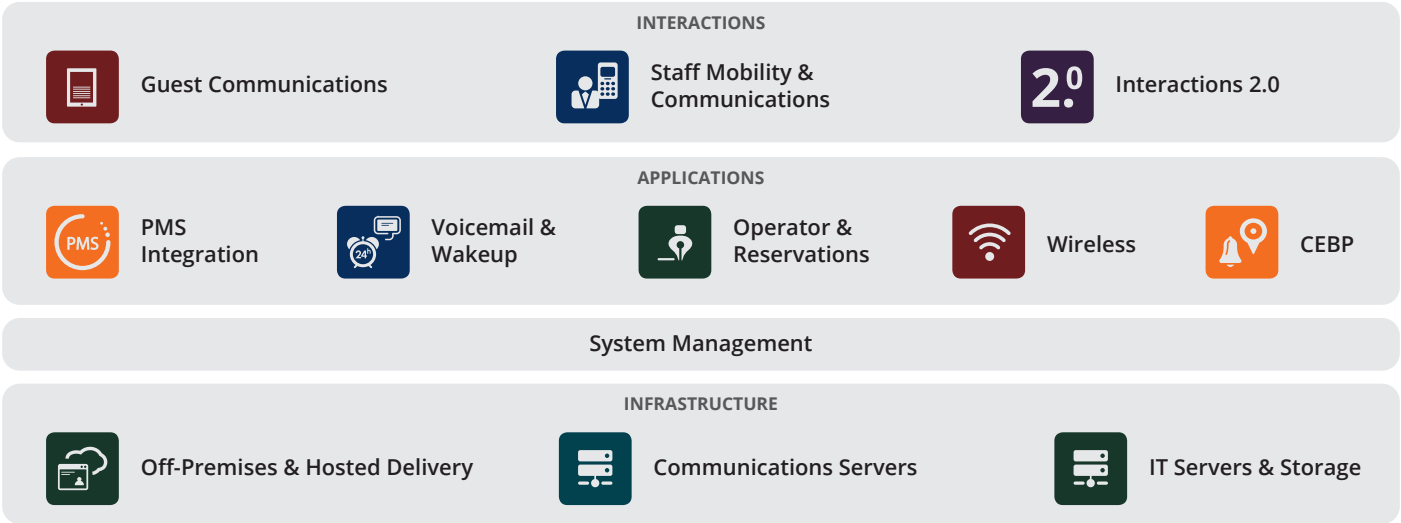 INTERACTIONS
Guest Communications
Staff Mobility &
Communications
2.0
Interactions 2.0
APPLICATIONS
PMS
PMS
Integration
24h
Voicemail &
Wakeup
Operator &
Reservations
Wireless
CEBP
System Management
INFRASTRUCTURE
Off-Premises & Hosted Delivery
Communications Servers
IT Servers & Storage